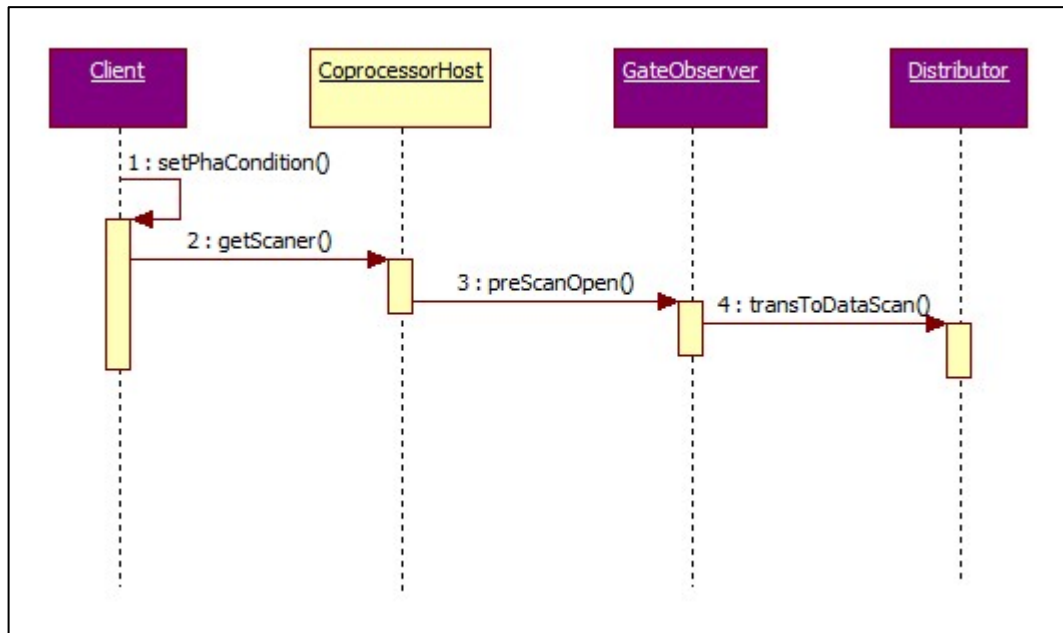 Client
CoprocessorHost
GateObserver
Distributor
1 : setPhaCondition()
2 : getScaner()
3 : preScanOpen()
4 : transToDataScan()